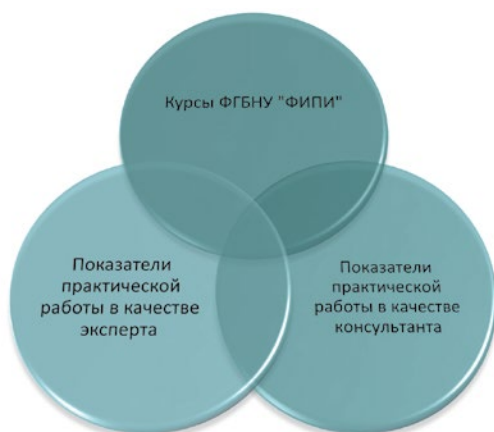 Курсы ФГБНУ "ФИПИ"
Показатели
практической
работы в качестве
эксперта
Показатели
практической
работы в качестве
консультанта